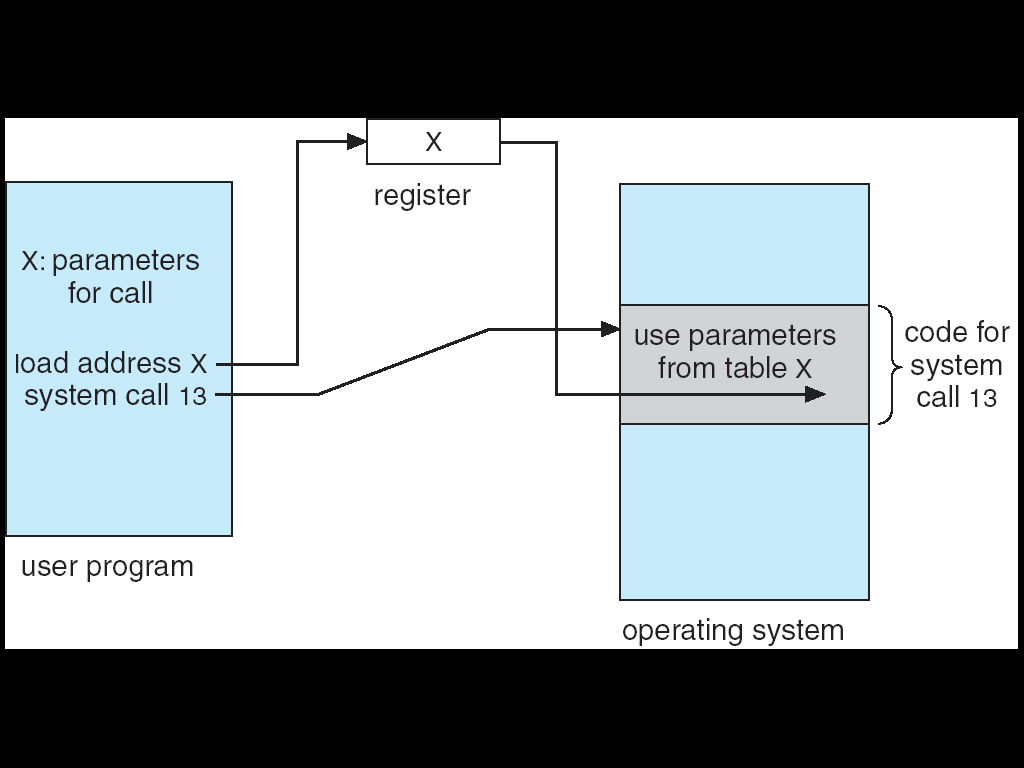 X
register
X: parameters
for call
load address X
system call 13
user program
use parameters
from table X
code for
system
call 13
operating system